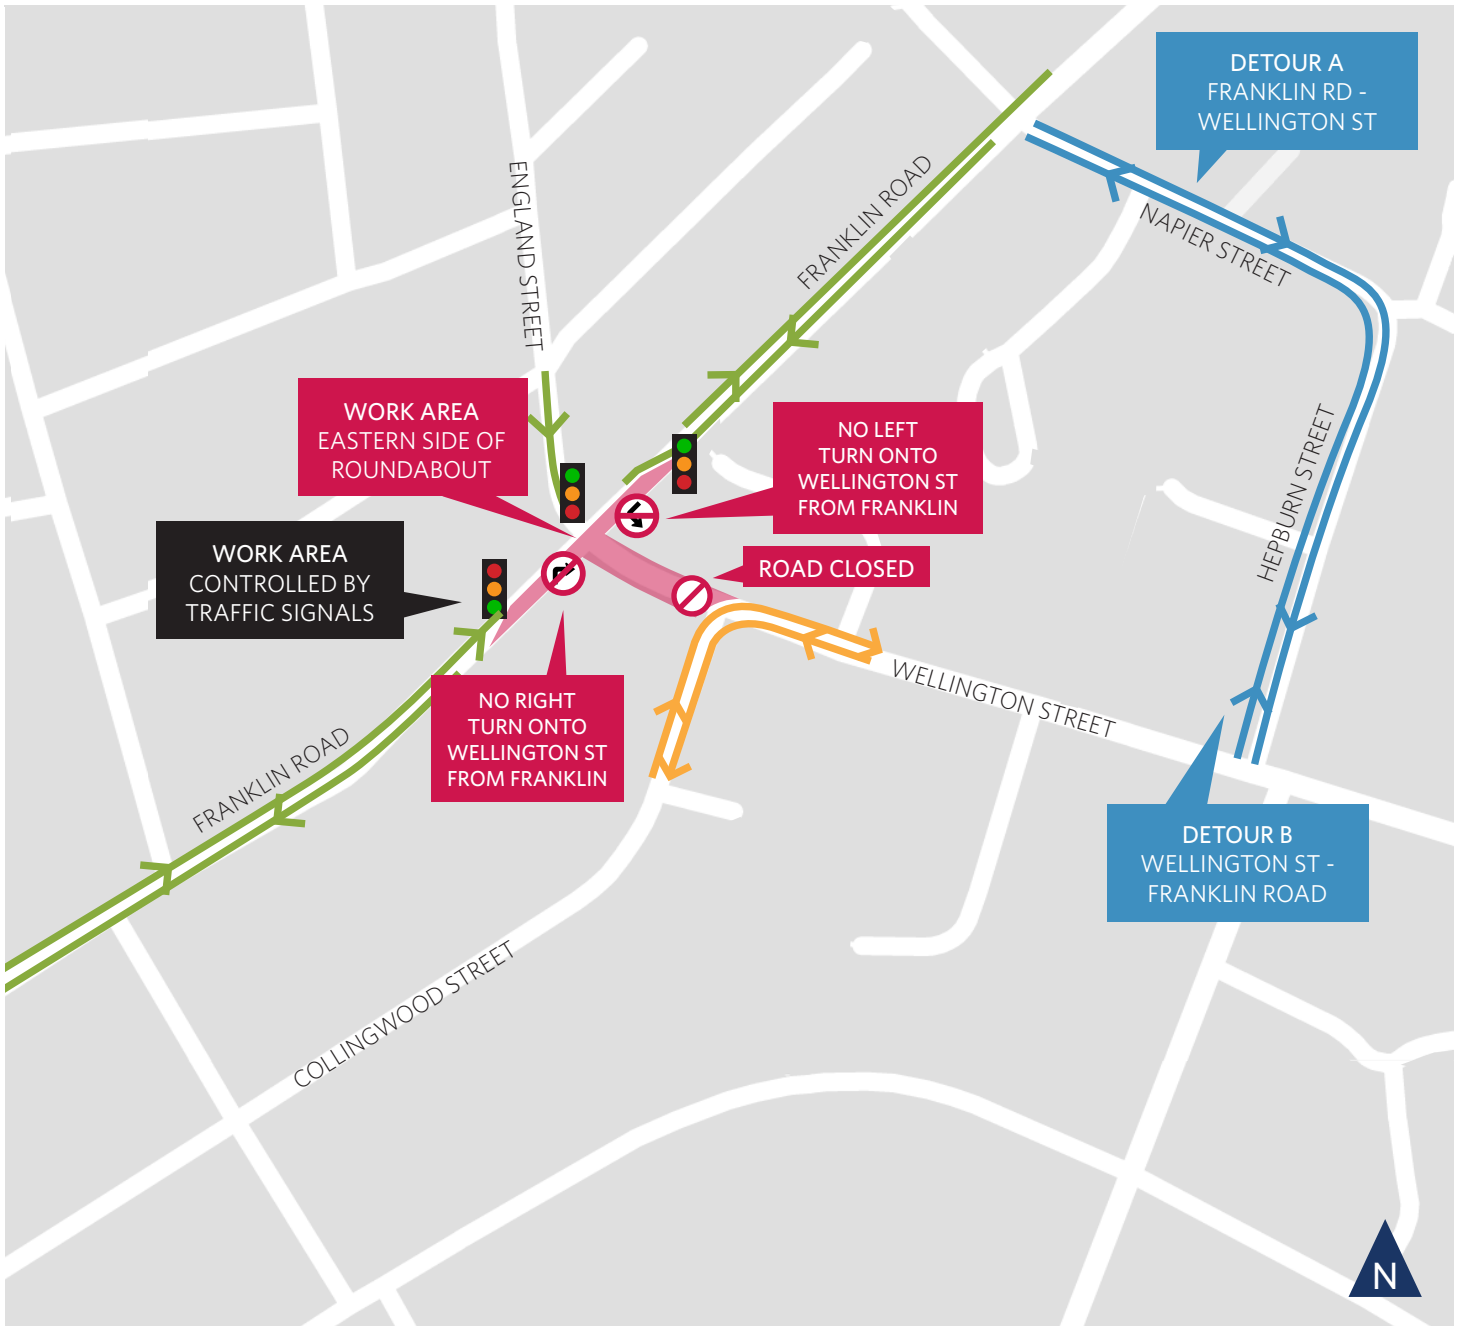 DETOUR A
FRANKLIN RD -
WELLINGTON ST
FRANKLIN ROAD
NAPIER STREET
ENGLAND STREET
WORK AREA
EASTERN SIDE OF
ROUNDABOUT
NO LEFT
TURN ONTO
WELLINGTON ST
FROM FRANKLIN
HEPBURN STREET
WORK AREA
CONTROLLED BY
TRAFFIC SIGNALS
ROAD CLOSED
NO RIGHT
TURN ONTO
WELLINGTON ST
FROM FRANKLIN
WELLINGTON STREET
FRANKLIN ROAD
DETOUR B
WELLINGTON ST -
FRANKLIN ROAD
COLLINGWOOD STREET
N